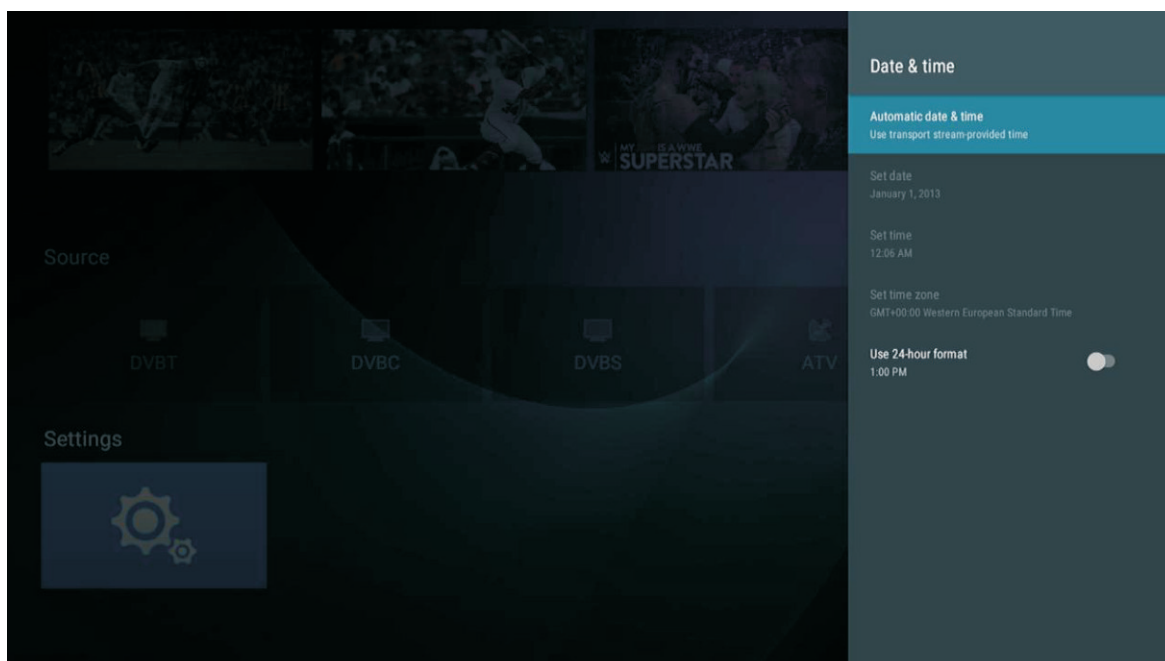 MY IS A WWE
SUPERSTAR
Source
DVBT
DVBC
DVBS
ATV
Settings
Date & time
Automatic date & time
Use transport stream-provided time
Set date
January 1, 2013
Set time
12:06 AM
Set time zone
GMT+00:00 Western European Standard Time
Use 24-hour format
1:00 PM